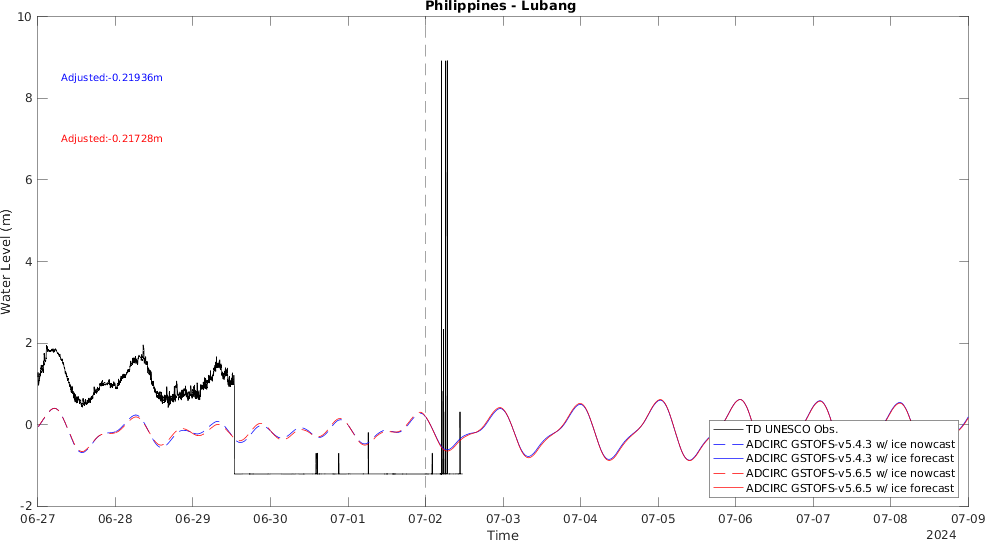 Philippines - Lubang
10
8
6
4
2
0
-2
Water Level (m)
Adjusted:-0.21936m
Adjusted:-0.21728m
TD UNESCO Obs.
ADCIRC GSTOFS-v5.4.3 w/ ice nowcast
ADCIRC GSTOFS-v5.4.3 w/ ice forecast
ADCIRC GSTOFS-v5.6.5 w/ ice nowcast
ADCIRC GSTOFS-v5.6.5 w/ ice forecast
06-27 06-28 06-29 06-30 07-01 07-02 07-03 07-04 07-05 07-06 07-07 07-08 07-09
Time
2024